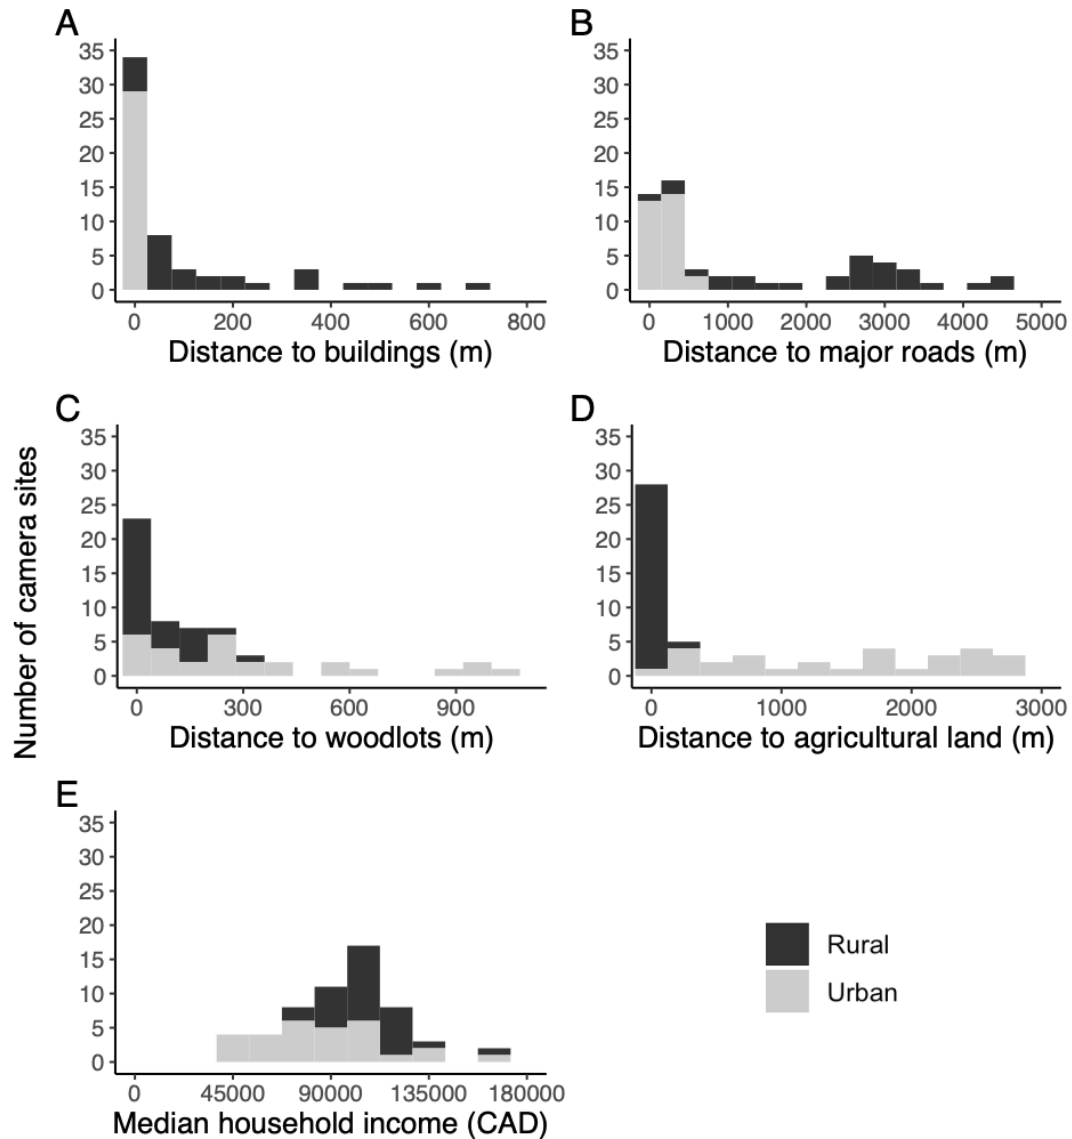 A
35
30
25
20
15
10
5
0
0 200 400 600 800
Distance to buildings (m)
B
35
30
25
20
15
10
5
0
0 1000 2000 3000 4000 5000
Distance to major roads (m)
Number of camera sites
C
35
30
25
20
15
10
5
0
0 300 600 900
Distance to woodlots (m)
D
35
30
25
20
15
10
5
0
0 1000 2000 3000
Distance to agricultural land (m)
E
35
30
25
20
15
10
5
0
0 45000 90000 135000 180000
Median household income (CAD)
Rural
Urban